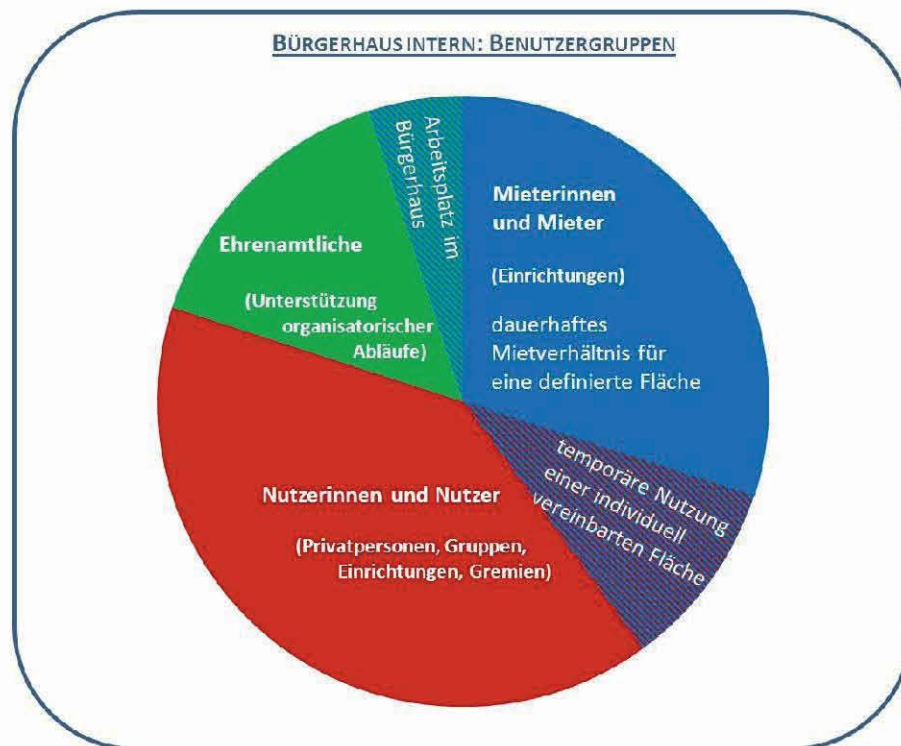 BÜRGERHAUS INTERN: BENUTZERGRUPPEN
Arbeitsplatz im
Bürgerhaus
Mieterinnen
und Mieter
(Einrichtungen)
dauerhaftes
Mietverhältnis für
eine definierte Fläche
Ehrenamtliche
(Unterstützung
organisatorischer
Abläufe)
temporäre Nutzung
einer individuell
vereinbarten Fläche
Nutzerinnen und Nutzer
(Privatpersonen, Gruppen,
Einrichtungen, Gremien)